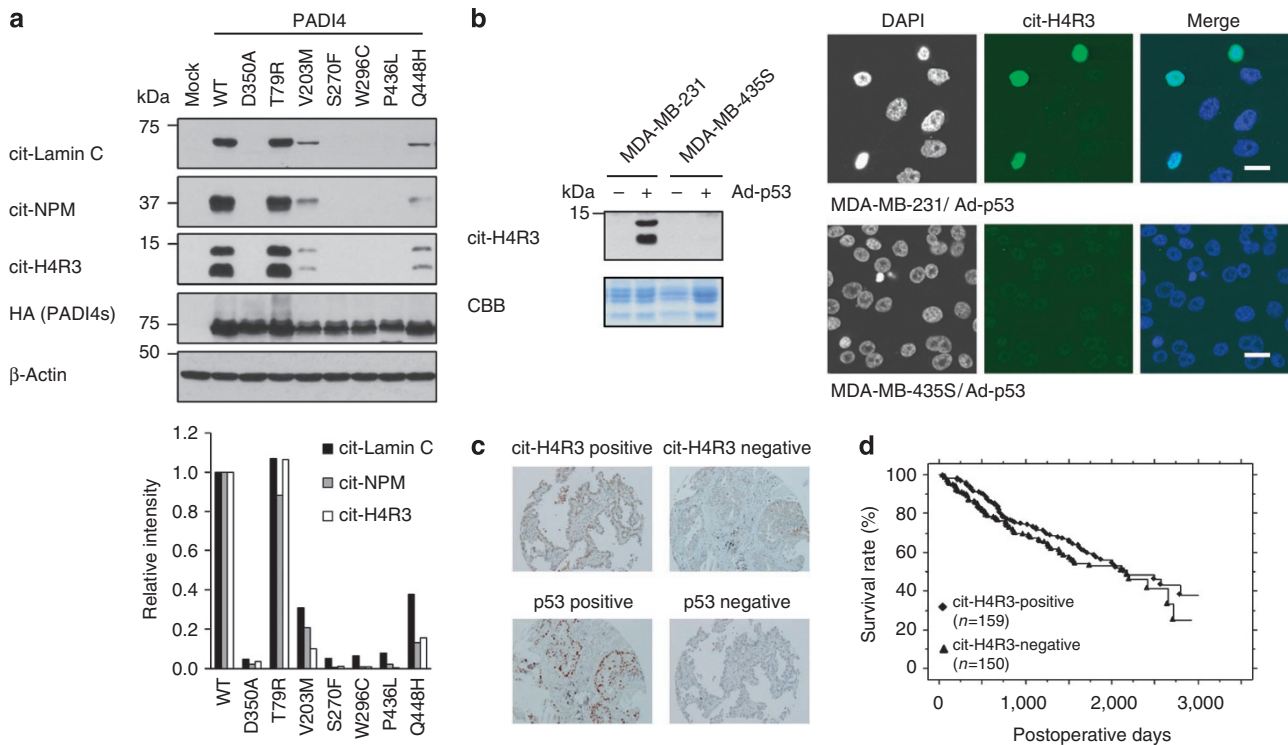 a
PADI4
kDa
Mock
WT
D350A
T79R
V203M
S270F
W296C
P436L
Q448H
75
cit-Lamin C
37
cit-NPM
15
cit-H4R3
HA (PADI4s)
75
50
β-Actin
Relative intensity
1.2
1.0
0.8
0.6
0.4
0.2
0.0
cit-Lamin C
cit-NPM
cit-H4R3
WT
D350A
T79R
V203M
S270F
W296C
P436L
Q448H
b
MDA-MB-231
MDA-MB-435S
kDa
– + – + Ad-p53
15
cit-H4R3
CBB
DAPI cit-H4R3 Merge
MDA-MB-231/ Ad-p53
MDA-MB-435S/Ad-p53
c
cit-H4R3 positive cit-H4R3 negative
p53 positive p53 negative
d
Survival rate (%)
100
80
60
40
20
0
cit-H4R3-positive
(n=159)
cit-H4R3-negative
(n=150)
0 1,000 2,000 3,000
Postoperative days